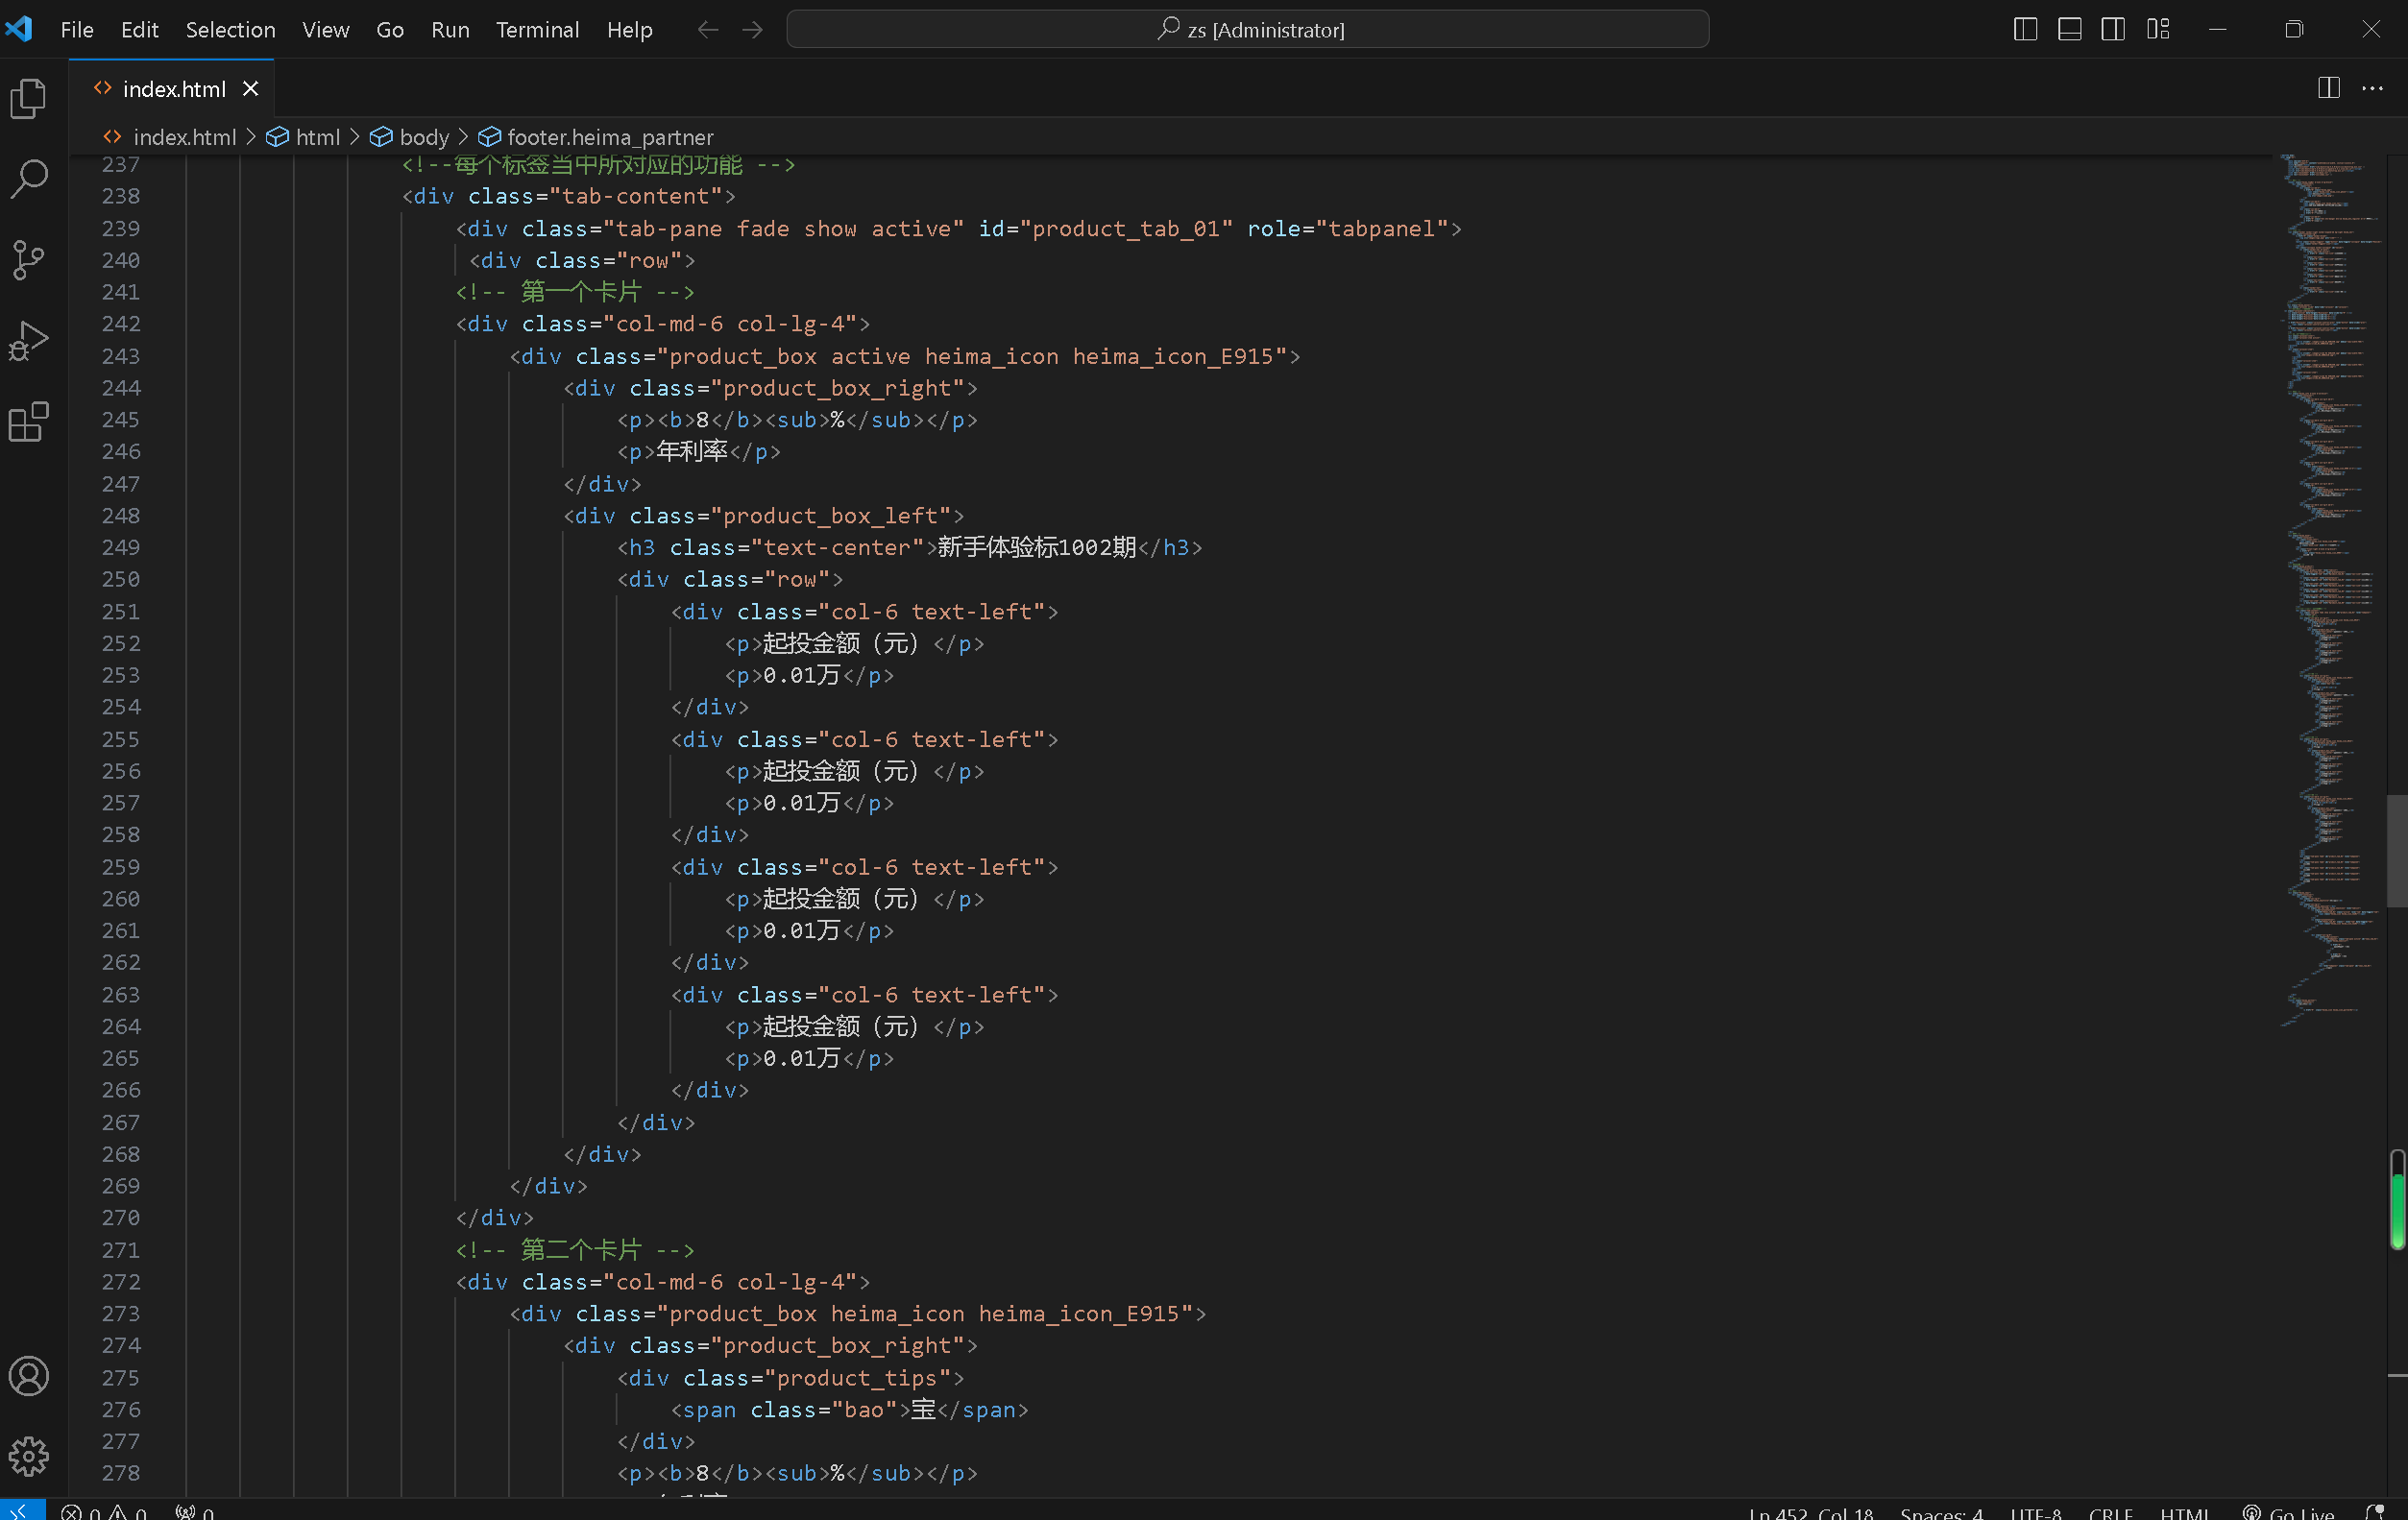 File Edit Selection View Go Run Terminal Help zs [Administrator]
index.html
index.html > html > body > footer.heima_partner
237 <!--每个标签当中所对应的功能 -->
238 <div class="tab-content">
239 <div class="tab-pane fade show active" id="product_tab_01" role="tabpanel">
240 <div class="row">
241 <!-- 第一个卡片 -->
242 <div class="col-md-6 col-lg-4">
243 <div class="product_box active heima_icon heima_icon_E915">
244 <div class="product_box_right">
245 <p><b>8</b><sub>%</sub></p>
246 <p>年利率</p>
247 </div>
248 <div class="product_box_left">
249 <h3 class="text-center">新手体验标1002期</h3>
250 <div class="row">
251 <div class="col-6 text-left">
252 <p>起投金额（元）</p>
253 <p>0.01万</p>
254 </div>
255 <div class="col-6 text-left">
256 <p>起投金额（元）</p>
257 <p>0.01万</p>
258 </div>
259 <div class="col-6 text-left">
260 <p>起投金额（元）</p>
261 <p>0.01万</p>
262 </div>
263 <div class="col-6 text-left">
264 <p>起投金额（元）</p>
265 <p>0.01万</p>
266 </div>
267 </div>
268 </div>
269 </div>
270 </div>
271 <!-- 第二个卡片 -->
272 <div class="col-md-6 col-lg-4">
273 <div class="product_box heima_icon heima_icon_E915">
274 <div class="product_box_right">
275 <div class="product_tips">
276 <span class="bao">宝</span>
277 </div>
278 <p><b>8</b><sub>%</sub></p>
0 0 0 Ln 452, Col 18 Spaces: 4 UTF-8 CRLF HTML Go Live